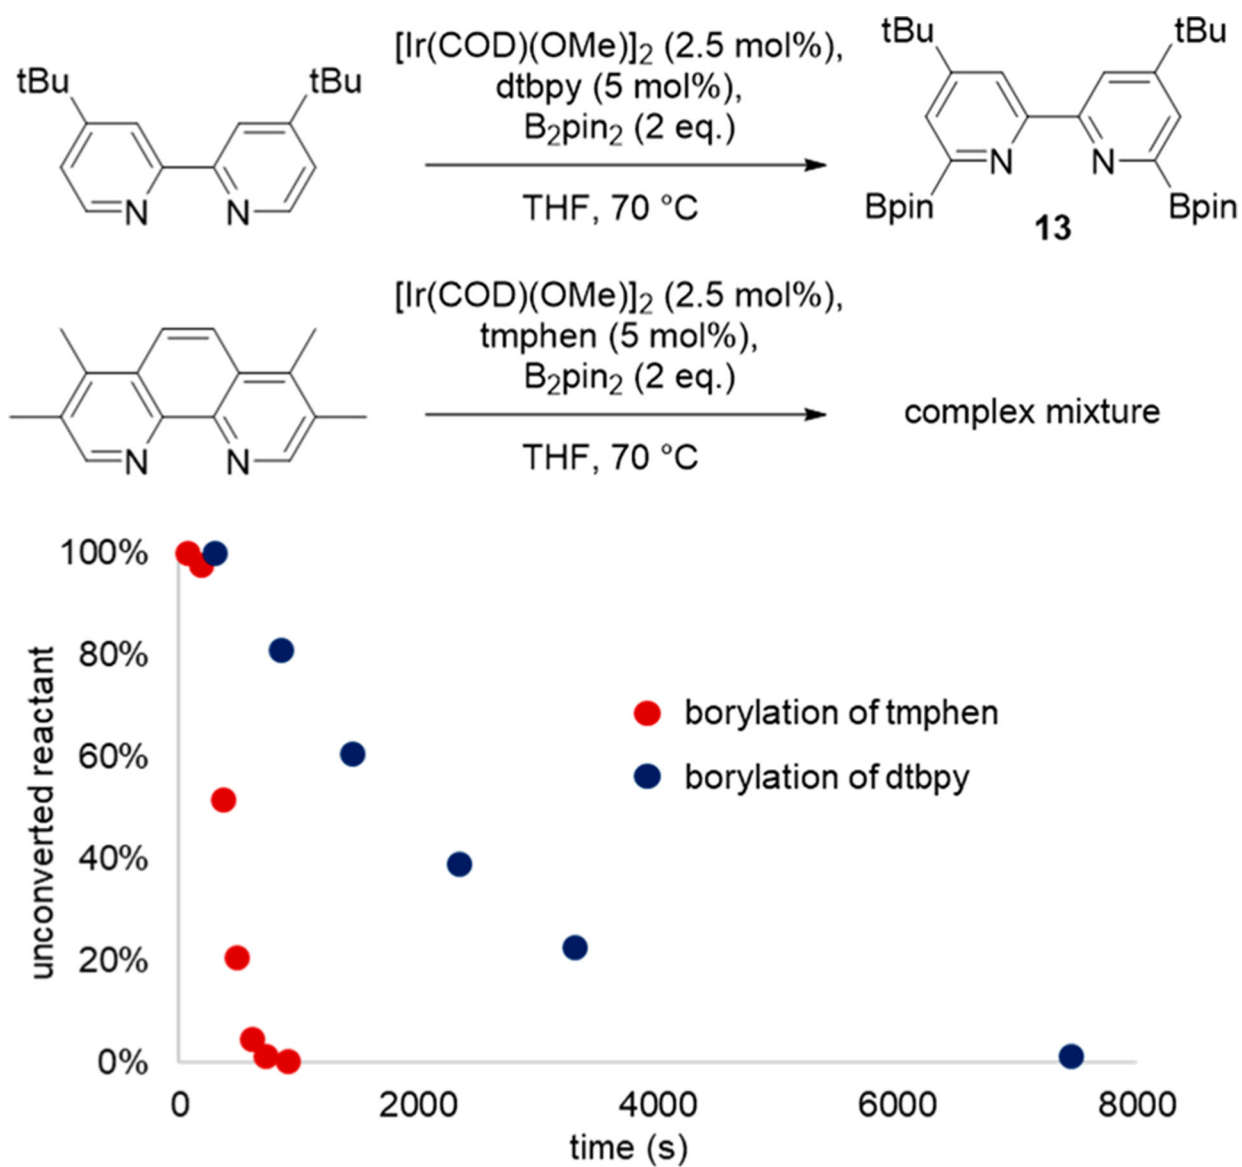 tBu
tBu
N
N
[Ir(COD)(OMe)]₂ (2.5 mol%),
dtbpy (5 mol%),
B₂pin₂ (2 eq.)
THF, 70 °C
tBu
tBu
N
N
Bpin
Bpin
13
N
N
[Ir(COD)(OMe)]₂ (2.5 mol%),
tmphen (5 mol%),
B₂pin₂ (2 eq.)
THF, 70 °C
complex mixture
unconverted reactant
100%
80%
60%
40%
20%
0%
borylation of tmphen
borylation of dtbpy
0
2000
4000
6000
8000
time (s)